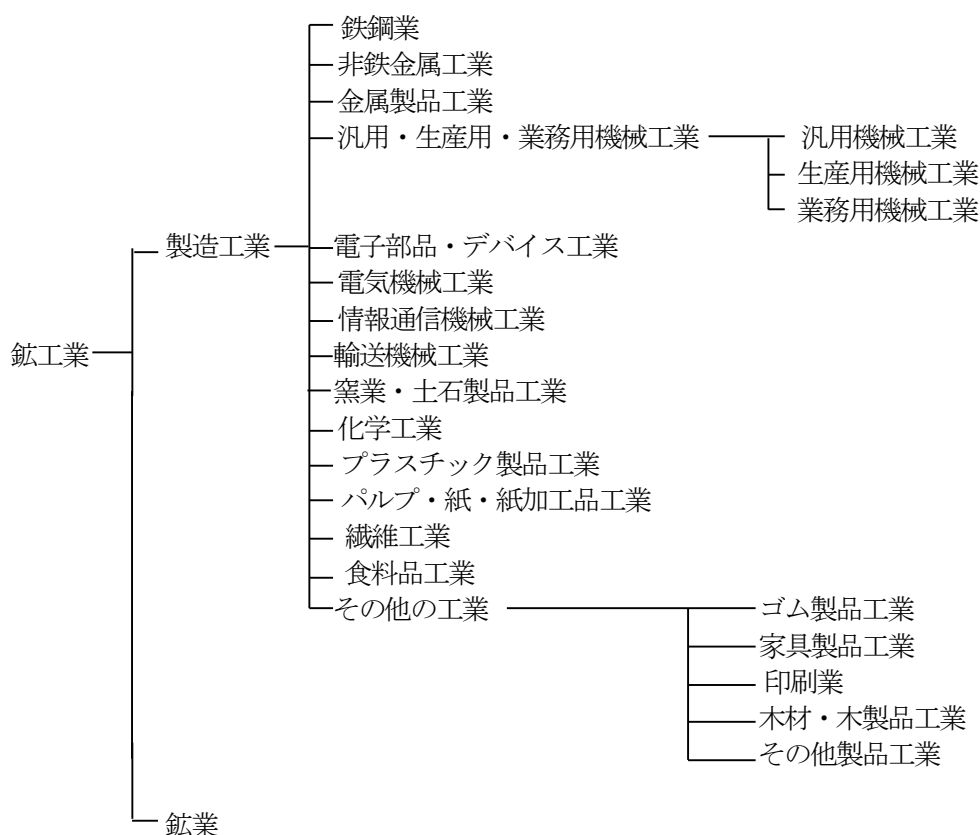 鉄鋼業
非鉄金属工業
金属製品工業
汎用・生産用・業務用機械工業
汎用機械工業
生産用機械工業
業務用機械工業
製造工業
電子部品・デバイス工業
電気機械工業
情報通信機械工業
鉱工業
輸送機械工業
窯業・土石製品工業
化学工業
プラスチック製品工業
パルプ・紙・紙加工品工業
繊維工業
食料品工業
その他の工業
ゴム製品工業
家具製品工業
印刷業
木材・木製品工業
その他製品工業
鉱業